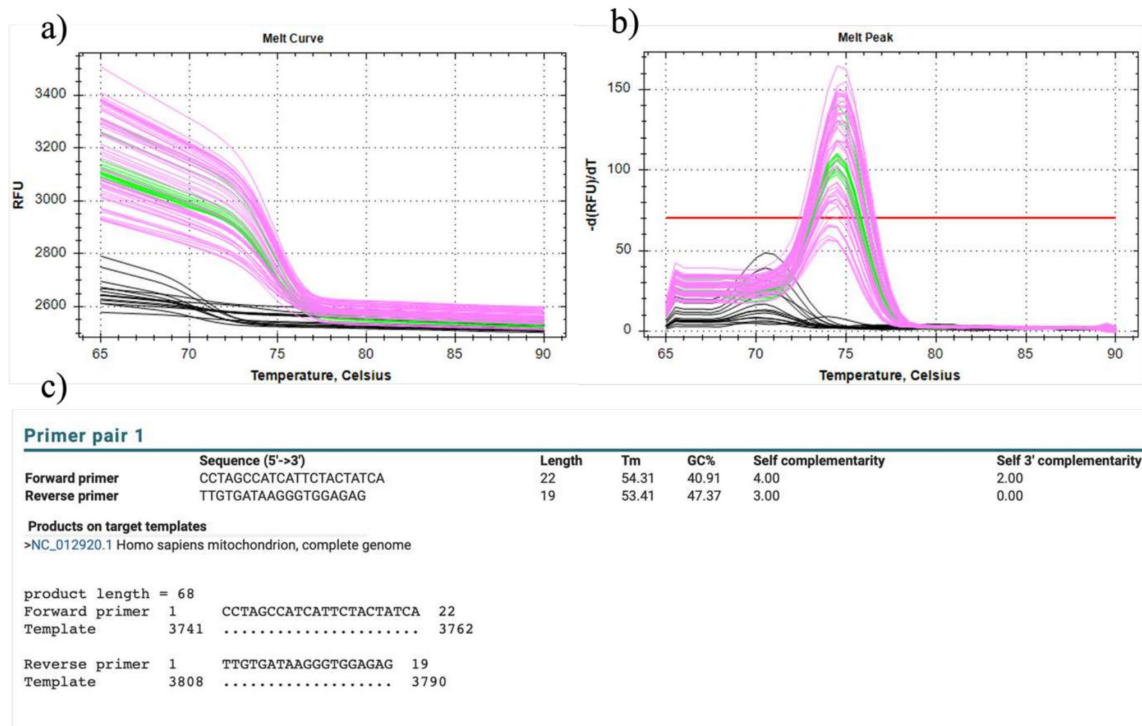 a)
Melt Curve
3400
3200
3000
2800
2600
RFU
65 70 75 80 85 90
Temperature, Celsius
b)
Melt Peak
150
100
50
0
-d(RFU)/dT
65 70 75 80 85 90
Temperature, Celsius
c)
Primer pair 1
Sequence (5'->3') Length Tm GC% Self complementarity Self 3' complementarity
Forward primer CCTAGCCATCATTCTACTATCA 22 54.31 40.91 4.00 2.00
Reverse primer TTGTGATAAGGGTGGAGAG 19 53.41 47.37 3.00 0.00
Products on target templates
>NC_012920.1 Homo sapiens mitochondrion, complete genome
product length = 68
Forward primer 1 CCTAGCCATCATTCTACTATCA 22
Template 3741 ...................... 3762
Reverse primer 1 TTGTGATAAGGGTGGAGAG 19
Template 3808 ................... 3790